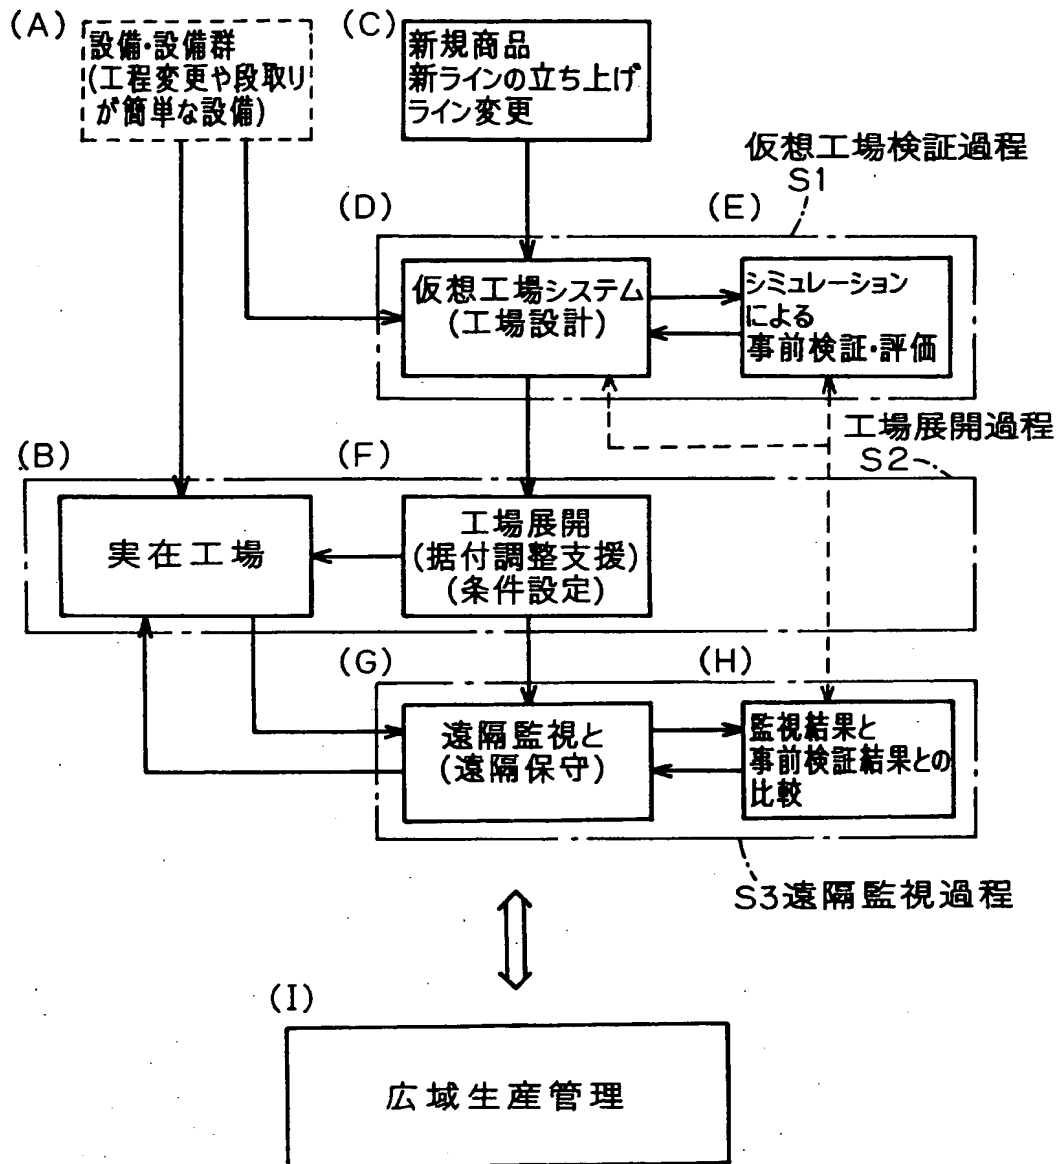 (A)
設備・設備群
(工程変更や段取り
が簡単な設備)
(C)
新規商品
新ラインの立ち上げ
ライン変更
仮想工場検証過程
S1
(D)
(E)
仮想工場システム
(工場設計)
シミュレーション
による
事前検証・評価
工場展開過程
S2
(B)
(F)
実在工場
工場展開
(据付調整支援)
(条件設定)
(G)
(H)
遠隔監視と
(遠隔保守)
監視結果と
事前検証結果との
比較
S3遠隔監視過程
(I)
広域生産管理